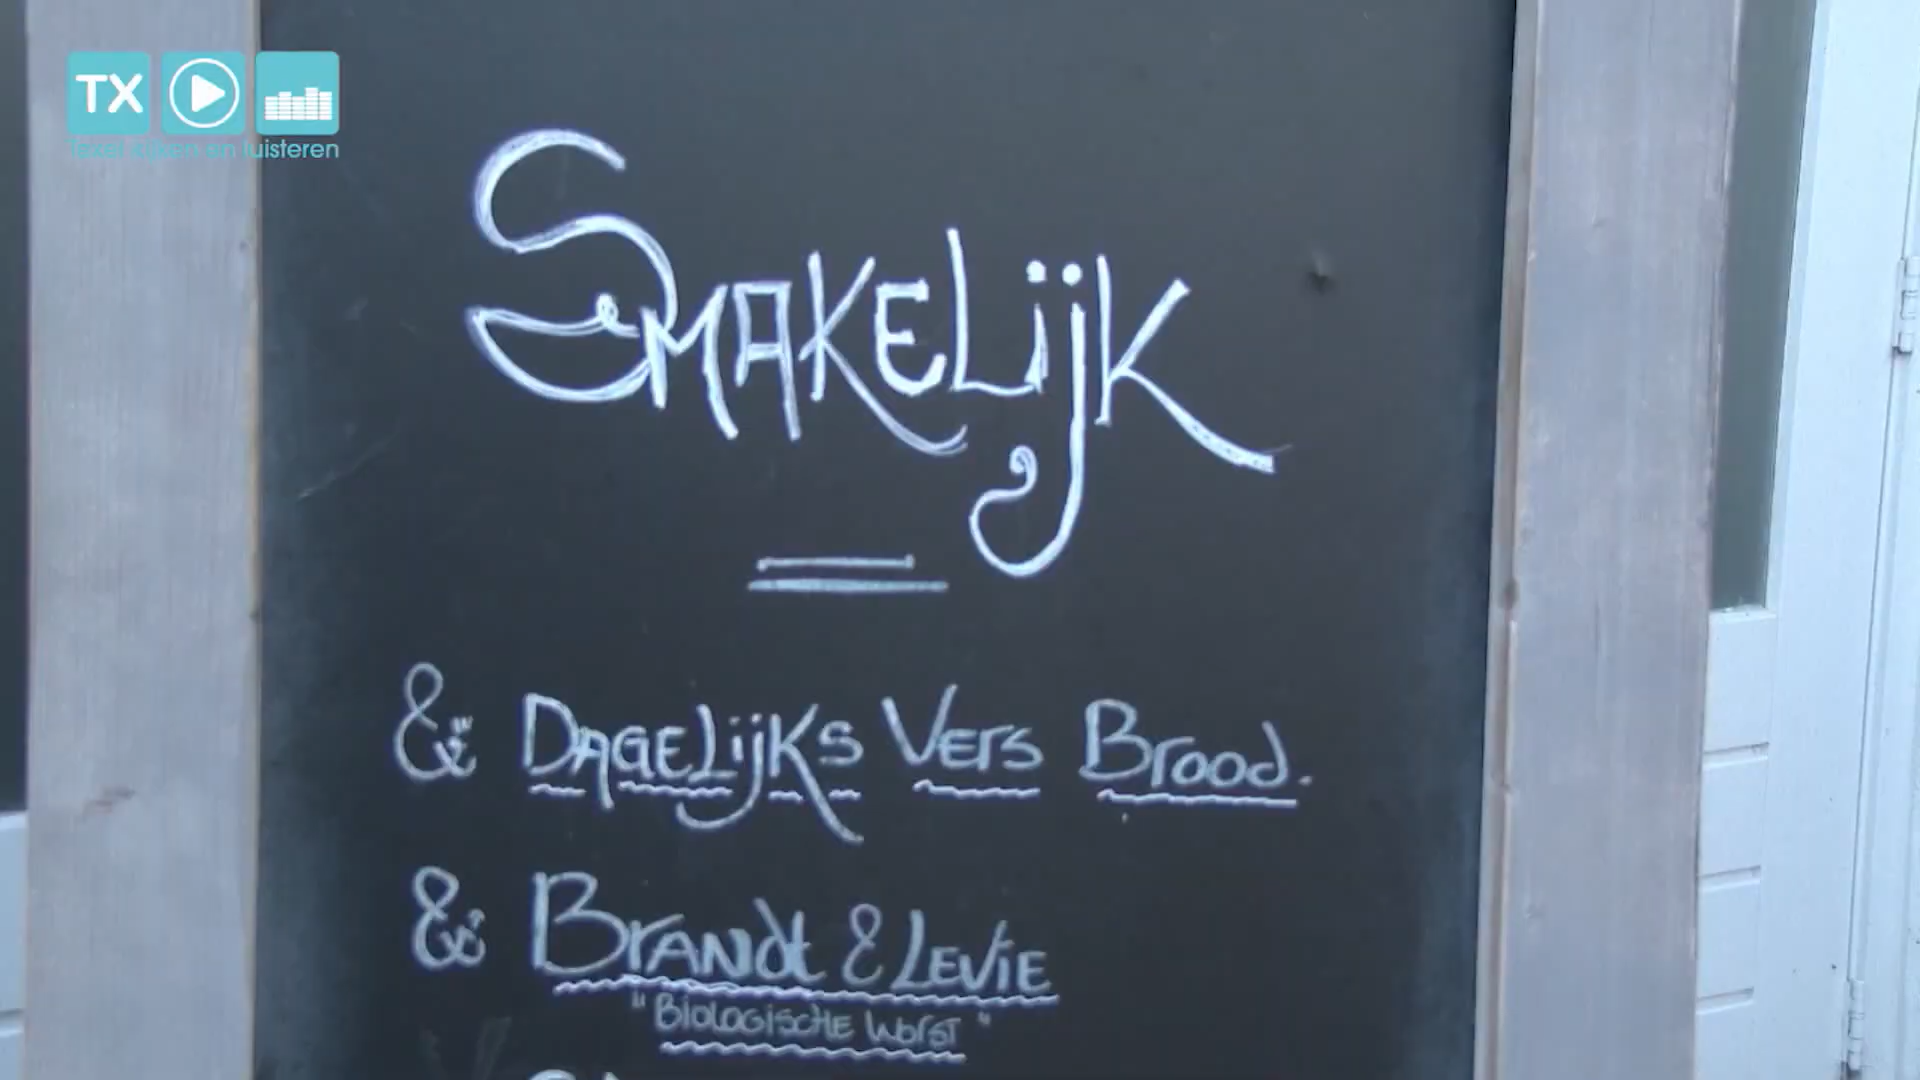 TX
Texel kijken en luisteren
SMAKELijK
& DAGELijKs Vers Brood.
& BrANdt & LEViE
"BiOLOGiSCHE WOrST"